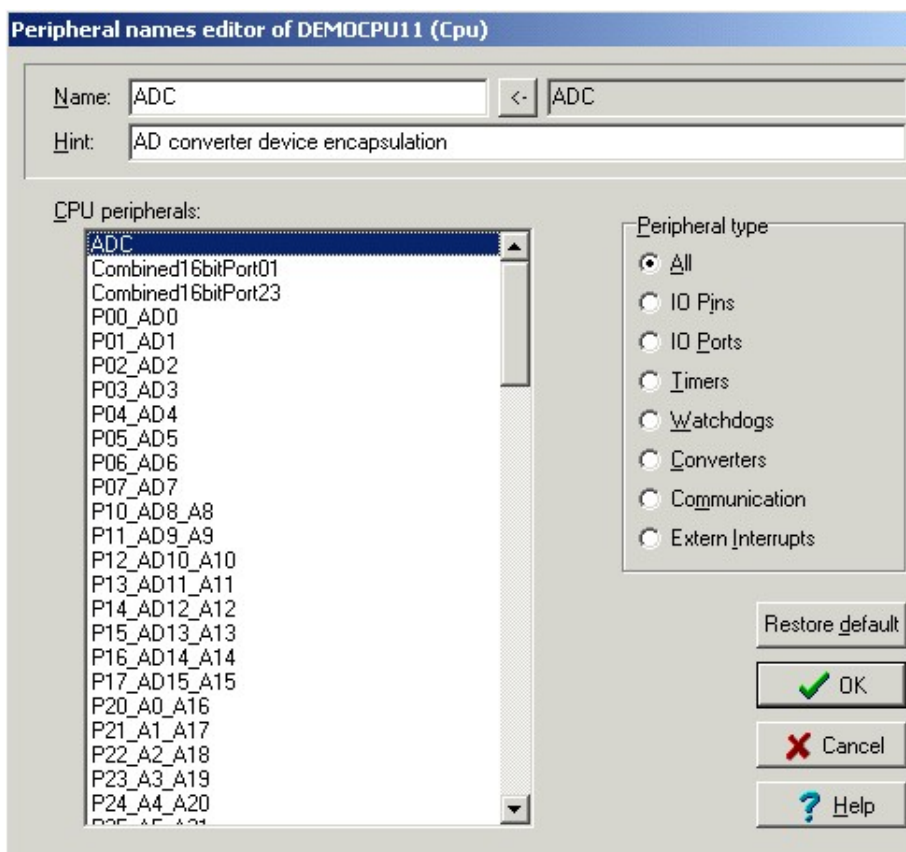 Peripheral names editor of DEMOCPU11 (Cpu)
Name: ADC <- ADC
Hint: AD converter device encapsulation
CPU peripherals:
ADC
Combined16bitPort01
Combined16bitPort23
P00_AD0
P01_AD1
P02_AD2
P03_AD3
P04_AD4
P05_AD5
P06_AD6
P07_AD7
P10_AD8_A8
P11_AD9_A9
P12_AD10_A10
P13_AD11_A11
P14_AD12_A12
P15_AD13_A13
P16_AD14_A14
P17_AD15_A15
P20_A0_A16
P21_A1_A17
P22_A2_A18
P23_A3_A19
P24_A4_A20
Peripheral type
All
IO Pins
IO Ports
Timers
Watchdogs
Converters
Communication
Extern Interrupts
Restore default
OK
Cancel
? Help